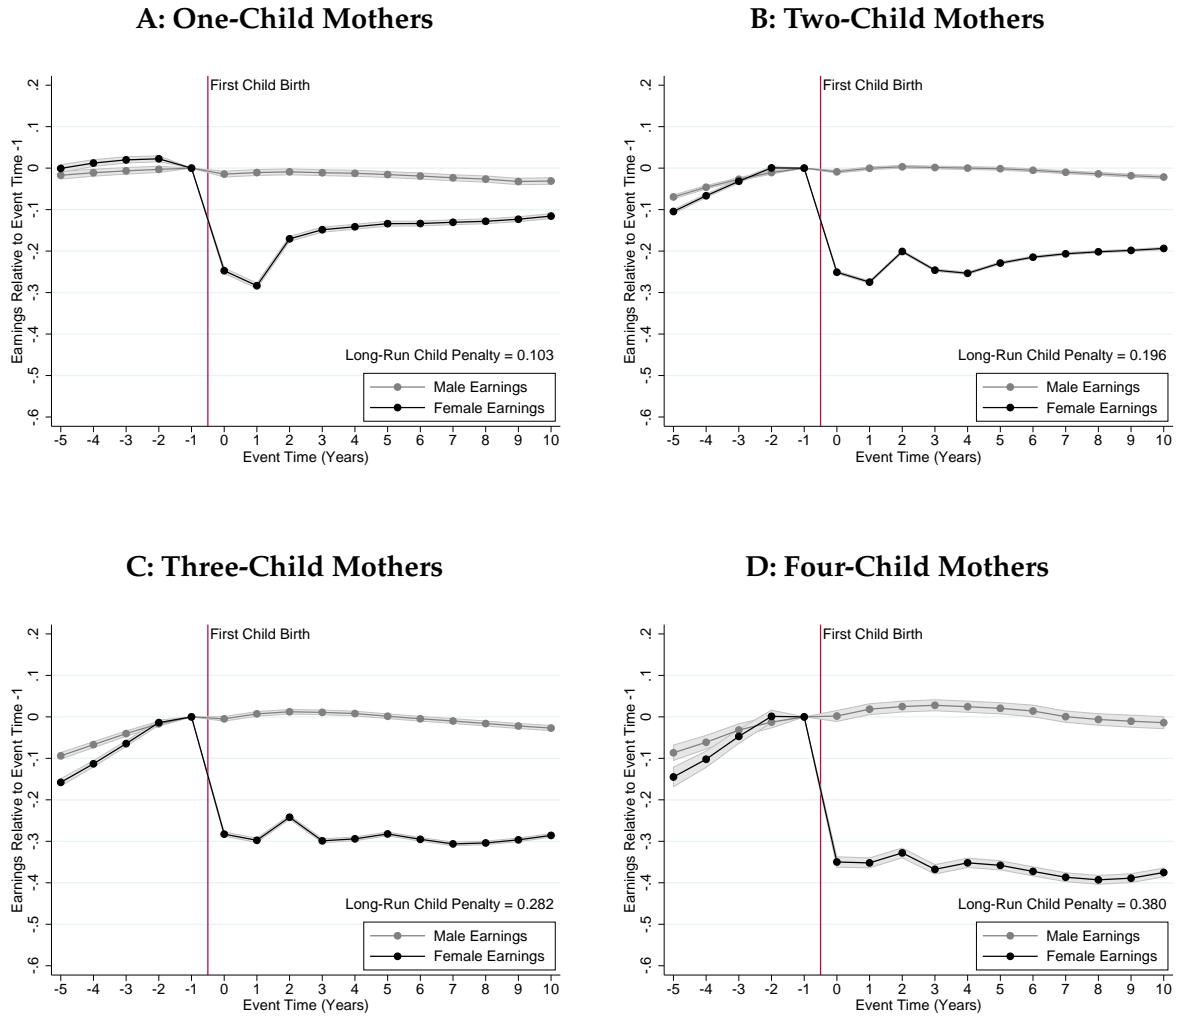 A: One-Child Mothers
Earnings Relative to Event Time -1
.2
.1
0
-.1
-.2
-.3
-.4
-.5
-.6
First Child Birth
Long-Run Child Penalty = 0.103
Male Earnings
Female Earnings
-5 -4 -3 -2 -1 0 1 2 3 4 5 6 7 8 9 10
Event Time (Years)
B: Two-Child Mothers
Earnings Relative to Event Time -1
.2
.1
0
-.1
-.2
-.3
-.4
-.5
-.6
First Child Birth
Long-Run Child Penalty = 0.196
Male Earnings
Female Earnings
-5 -4 -3 -2 -1 0 1 2 3 4 5 6 7 8 9 10
Event Time (Years)
C: Three-Child Mothers
Earnings Relative to Event Time -1
.2
.1
0
-.1
-.2
-.3
-.4
-.5
-.6
First Child Birth
Long-Run Child Penalty = 0.282
Male Earnings
Female Earnings
-5 -4 -3 -2 -1 0 1 2 3 4 5 6 7 8 9 10
Event Time (Years)
D: Four-Child Mothers
Earnings Relative to Event Time -1
.2
.1
0
-.1
-.2
-.3
-.4
-.5
-.6
First Child Birth
Long-Run Child Penalty = 0.380
Male Earnings
Female Earnings
-5 -4 -3 -2 -1 0 1 2 3 4 5 6 7 8 9 10
Event Time (Years)